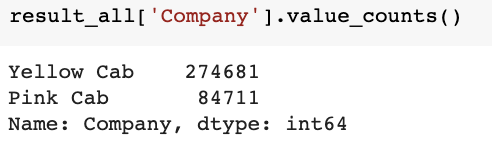 result_all['Company'].value_counts()
Yellow Cab    274681
Pink Cab       84711
Name: Company, dtype: int64